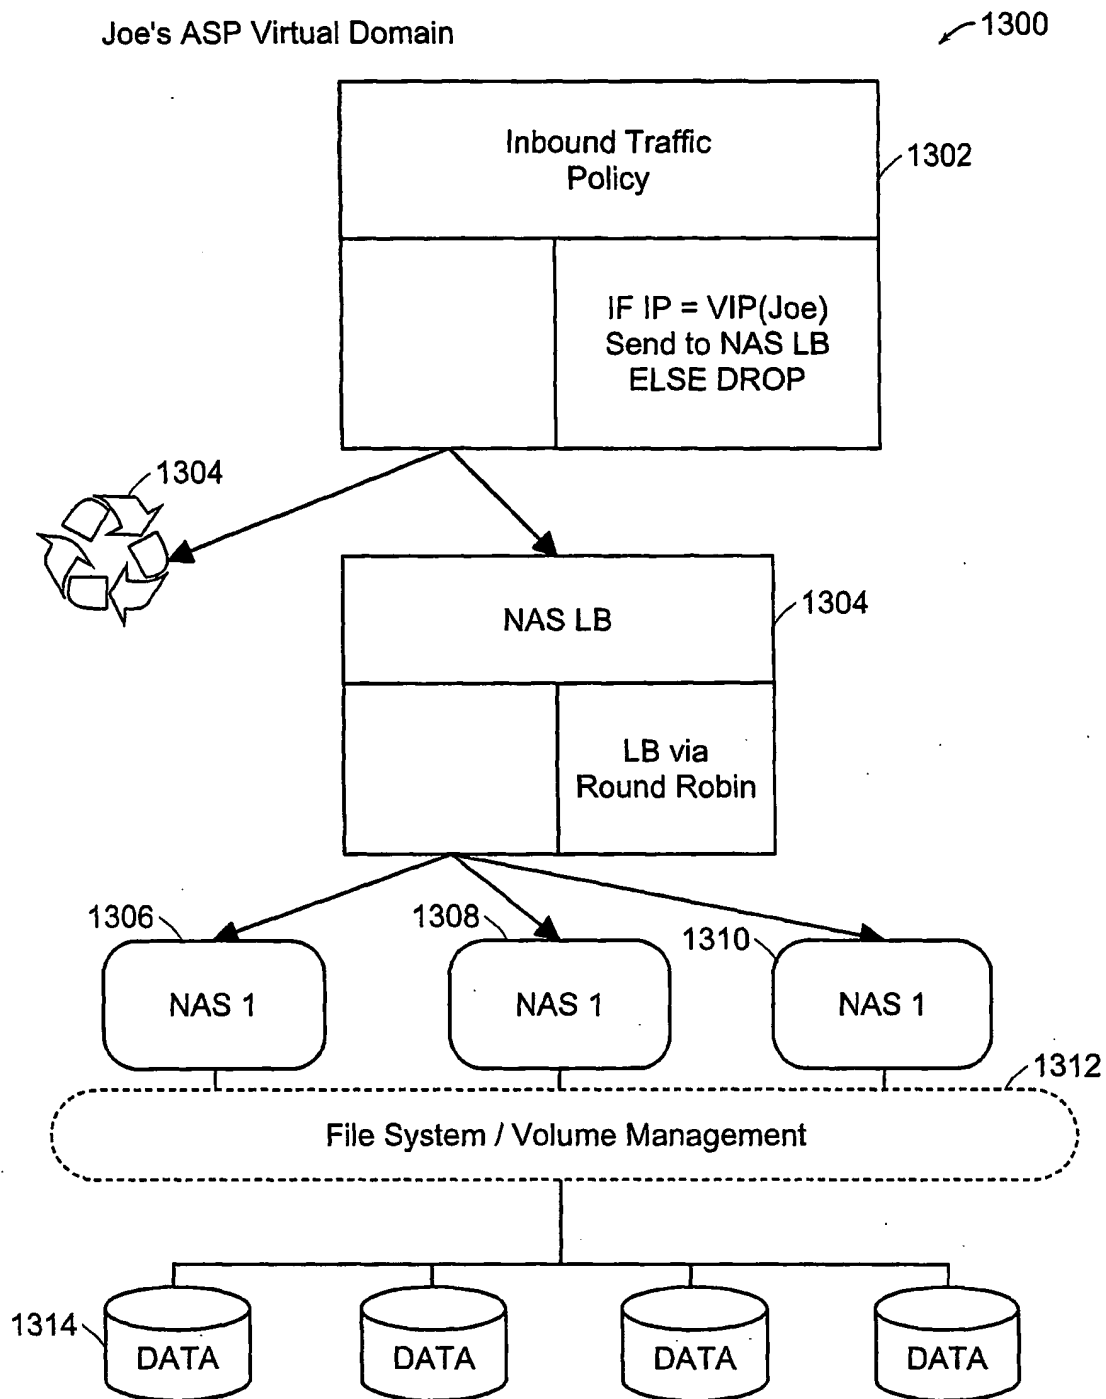 Joe's ASP Virtual Domain
1300
Inbound Traffic
Policy
1302
IF IP = VIP(Joe)
Send to NAS LB
ELSE DROP
1304
NAS LB
1304
LB via
Round Robin
1306
1308
1310
NAS 1
NAS 1
NAS 1
1312
File System / Volume Management
1314
DATA
DATA
DATA
DATA